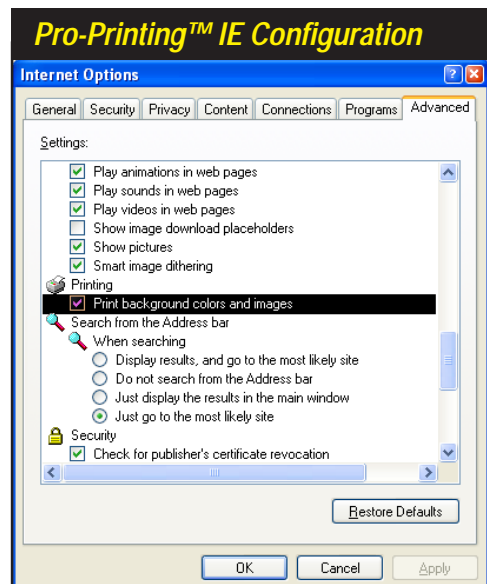 Pro-Printing™ IE Configuration
Internet Options
General Security Privacy Content Connections Programs Advanced
Settings:
Play animations in web pages
Play sounds in web pages
Play videos in web pages
Show image download placeholders
Show pictures
Smart image dithering
Printing
Print background colors and images
Search from the Address bar
When searching
Display results, and go to the most likely site
Do not search from the Address bar
Just display the results in the main window
Just go to the most likely site
Security
Check for publisher's certificate revocation
Restore Defaults
OK Cancel Apply